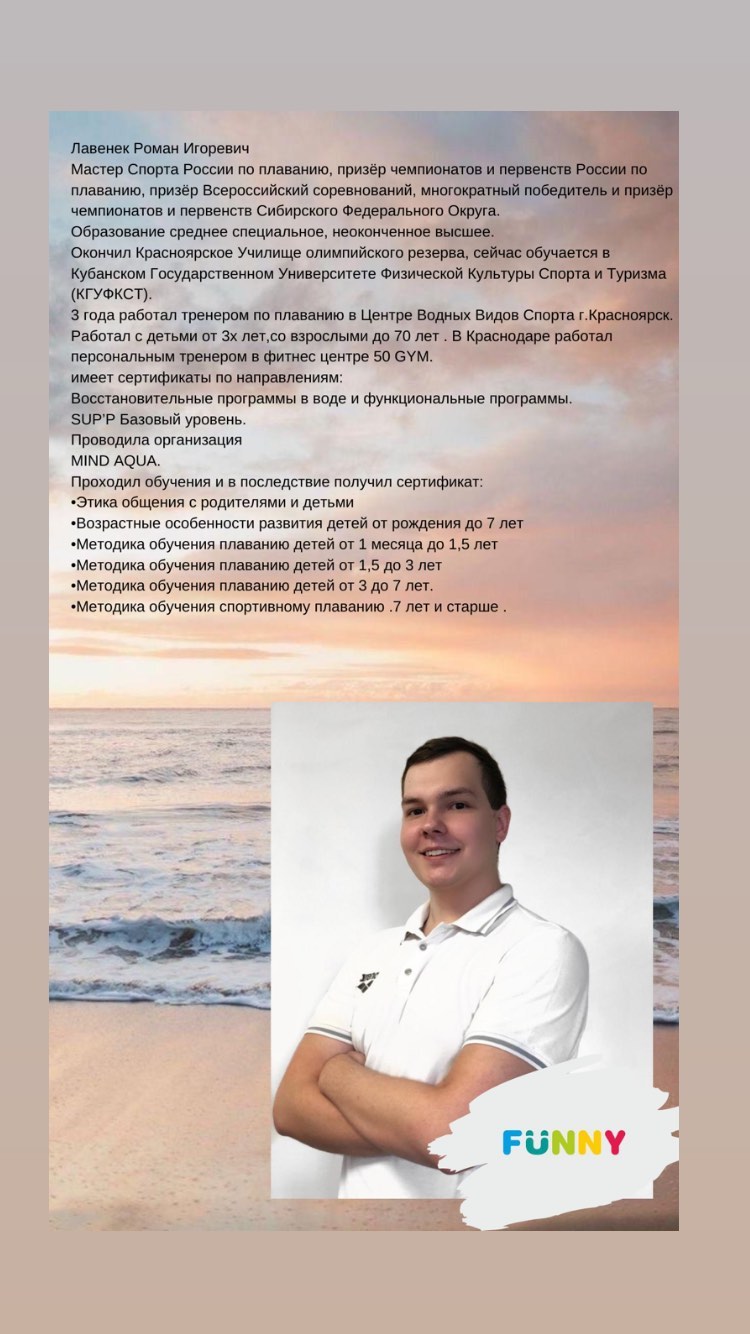 Лавенек Роман Игоревич
Мастер Спорта России по плаванию, призёр чемпионатов и первенств России по
плаванию, призёр Всероссийский соревнований, многократный победитель и призёр
чемпионатов и первенств Сибирского Федерального Округа.
Образование среднее специальное, неоконченное высшее.
Окончил Красноярское Училище олимпийского резерва, сейчас обучается в
Кубанском Государственном Университете Физической Культуры Спорта и Туризма
(КГУФКСТ).
3 года работал тренером по плаванию в Центре Водных Видов Спорта г.Красноярск.
Работал с детьми от 3х лет,со взрослыми до 70 лет . В Краснодаре работал
персональным тренером в фитнес центре 50 GYM.
имеет сертификаты по направлениям:
Восстановительные программы в воде и функциональные программы.
SUP’P Базовый уровень.
Проводила организация
MIND AQUA.
Проходил обучения и в последствие получил сертификат:
•Этика общения с родителями и детьми
•Возрастные особенности развития детей от рождения до 7 лет
•Методика обучения плаванию детей от 1 месяца до 1,5 лет
•Методика обучения плаванию детей от 1,5 до 3 лет
•Методика обучения плаванию детей от 3 до 7 лет.
•Методика обучения спортивному плаванию .7 лет и старше .
FÜNNY